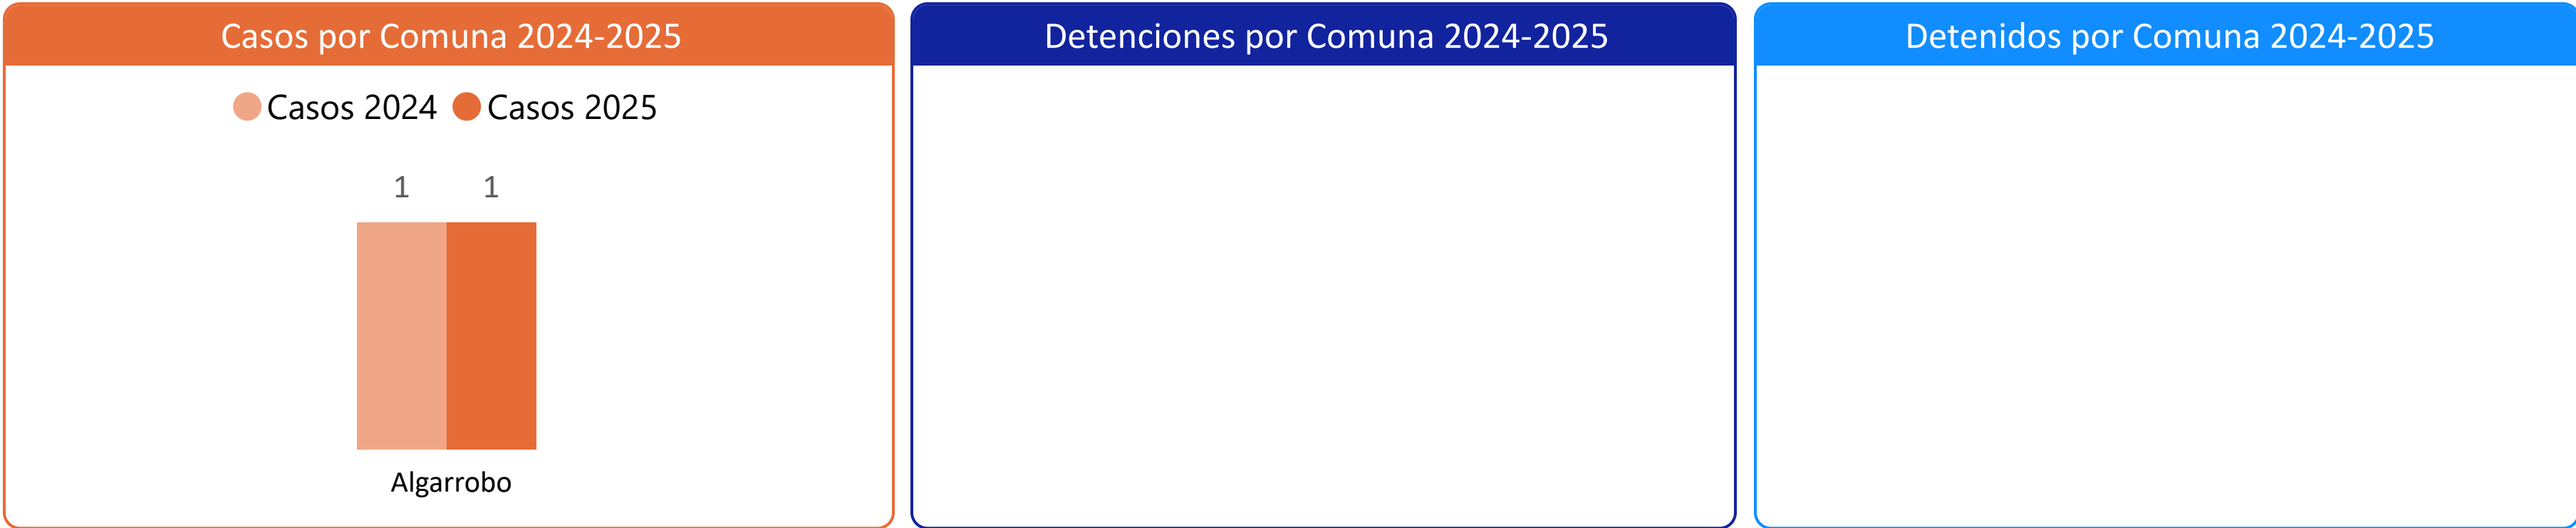 Casos por Comuna 2024-2025
Casos 2024 Casos 2025
1 1
Algarrobo
Detenciones por Comuna 2024-2025
Detenidos por Comuna 2024-2025